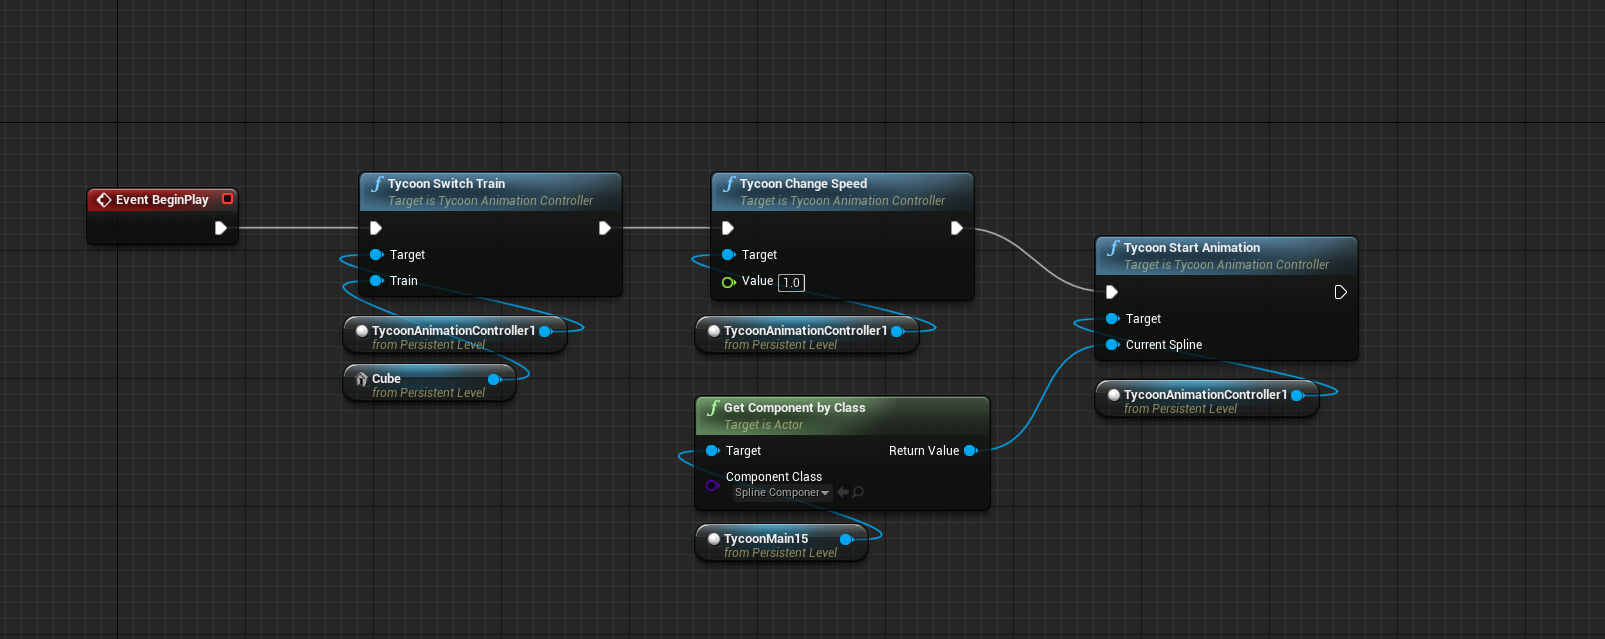 Event BeginPlay
f Tycoon Switch Train
Target is Tycoon Animation Controller
Target
Train
TycoonAnimationController1
from Persistent Level
Cube
from Persistent Level
f Tycoon Change Speed
Target is Tycoon Animation Controller
Target
Value 1.0
TycoonAnimationController1
from Persistent Level
f Get Component by Class
Target is Actor
Target Return Value
Component Class
Spline Componer
TycoonMain15
from Persistent Level
f Tycoon Start Animation
Target is Tycoon Animation Controller
Target
Current Spline
TycoonAnimationController1
from Persistent Level